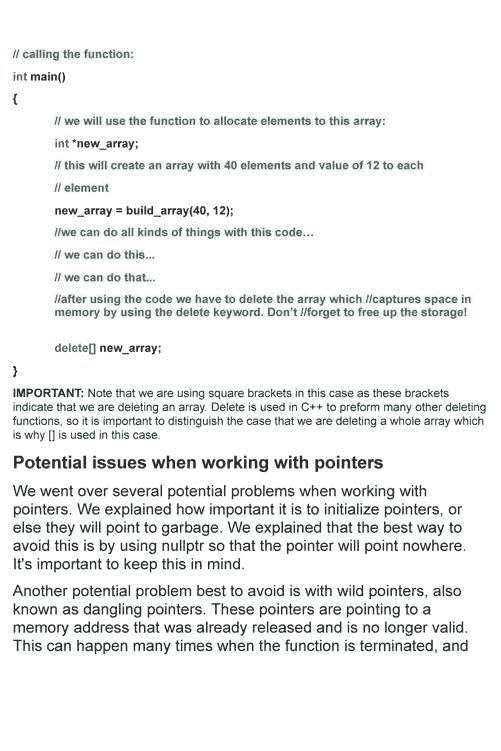 // calling the function:
int main()
{
// we will use the function to allocate elements to this array:
int *new_array;
// this will create an array with 40 elements and value of 12 to each
// element
new_array = build_array(40, 12);
//we can do all kinds of things with this code…
// we can do this...
// we can do that...
//after using the code we have to delete the array which //captures space in
memory by using the delete keyword. Don't //forget to free up the storage!
delete[] new_array;
}
IMPORTANT: Note that we are using square brackets in this case as these brackets
indicate that we are deleting an array. Delete is used in C++ to preform many other deleting
functions, so it is important to distinguish the case that we are deleting a whole array which
is why [] is used in this case.
Potential issues when working with pointers
We went over several potential problems when working with
pointers. We explained how important it is to initialize pointers, or
else they will point to garbage. We explained that the best way to
avoid this is by using nullptr so that the pointer will point nowhere.
It's important to keep this in mind.
Another potential problem best to avoid is with wild pointers, also
known as dangling pointers. These pointers are pointing to a
memory address that was already released and is no longer valid.
This can happen many times when the function is terminated, and